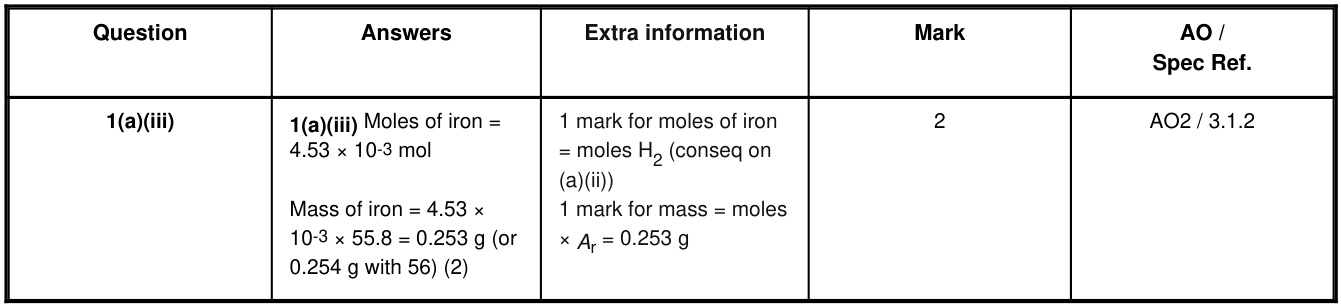 Question Answers Extra information Mark AO /
Spec Ref.
1(a)(iii)
1(a)(iii) Moles of iron =
4.53 × 10-3 mol
Mass of iron = 4.53 ×
10-3 × 55.8 = 0.253 g (or
0.254 g with 56) (2)
1 mark for moles of iron
= moles H2 (conseq on
(a)(ii))
1 mark for mass = moles
× Ar = 0.253 g
2
AO2 / 3.1.2